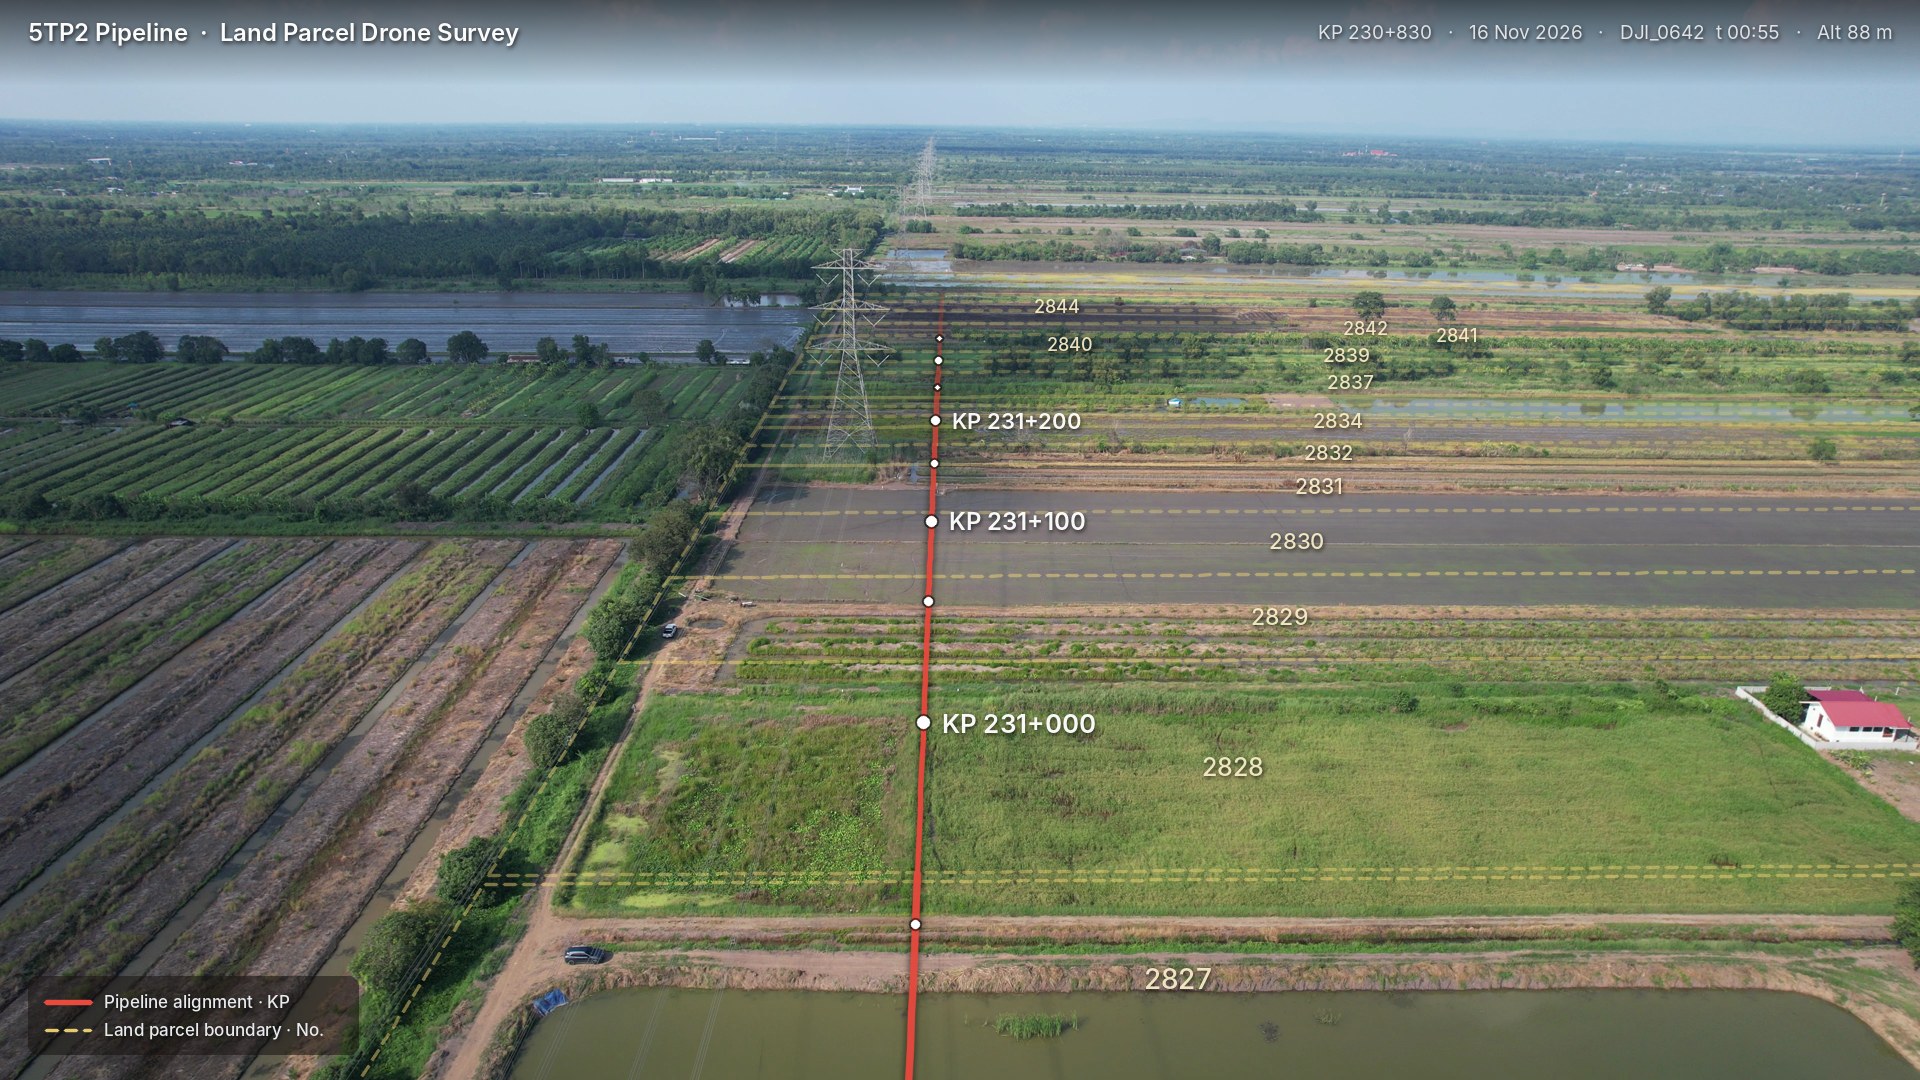 5TP2 Pipeline · Land Parcel Drone Survey
KP 230+830 · 16 Nov 2026 · DJI_0642 t 00:55 · Alt 88 m
2844
2842
2841
2840
2839
2837
KP 231+200
2834
2832
2831
KP 231+100
2830
2829
KP 231+000
2828
2827
Pipeline alignment · KP
Land parcel boundary · No.